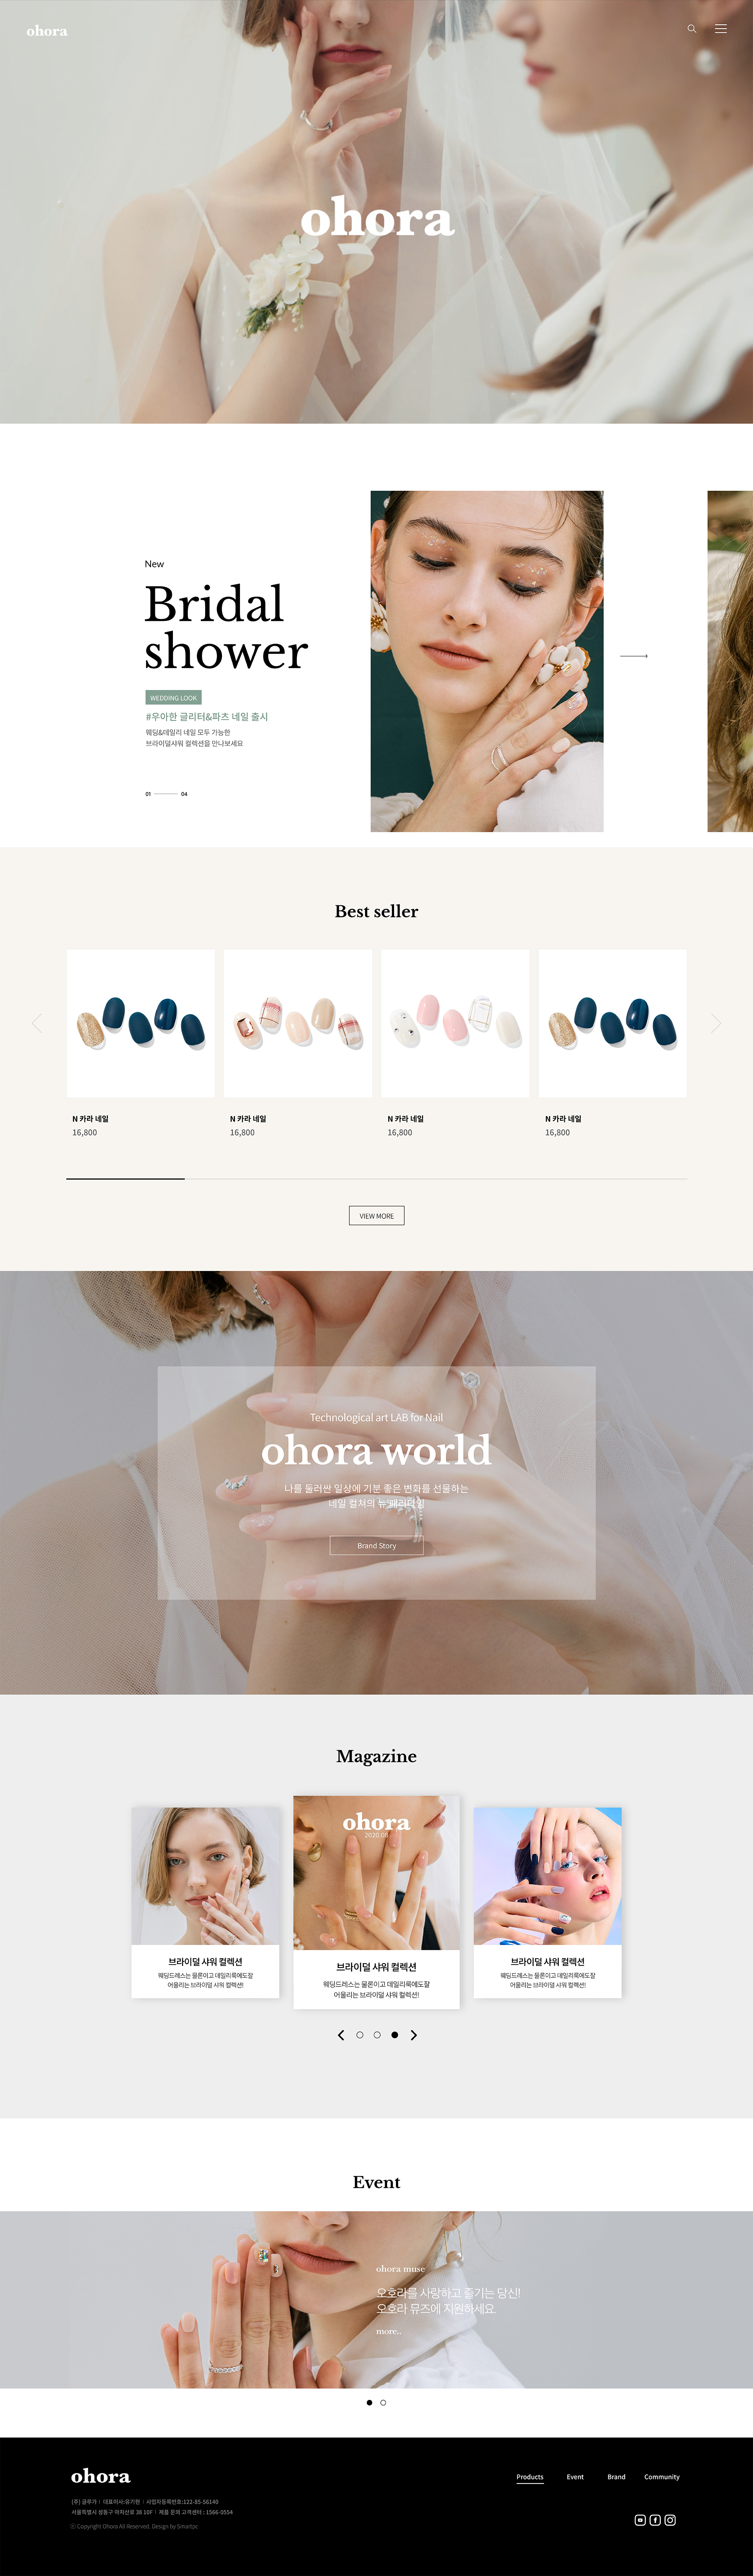 ohora
ohora
New
Bridal
shower
WEDDING LOOK
#우아한 글리터&파츠 네일 출시
웨딩&데일리 네일 모두 가능한
브라이덜샤워 컬렉션을 만나보세요
01 04
Best seller
N 카라 네일
16,800
N 카라 네일
16,800
N 카라 네일
16,800
N 카라 네일
16,800
VIEW MORE
Technological art LAB for Nail
ohora world
나를 둘러싼 일상에 기분 좋은 변화를 선물하는
네일 컬쳐의 뉴 패러다임
Brand Story
Magazine
브라이덜 샤워 컬렉션
웨딩드레스는 물론이고 데일리룩에도잘
어울리는 브라이덜 샤워 컬렉션!
ohora
2020.06
브라이덜 샤워 컬렉션
웨딩드레스는 물론이고 데일리룩에도잘
어울리는 브라이덜 샤워 컬렉션!
브라이덜 샤워 컬렉션
웨딩드레스는 물론이고 데일리룩에도잘
어울리는 브라이덜 샤워 컬렉션!
Event
ohora muse
오호라를 사랑하고 즐기는 당신!
오호라 뮤즈에 지원하세요.
more..
ohora
Products Event Brand Community
(주) 글루가 | 대표이사:유기현 | 사업자등록번호:122-85-56140
서울특별시 성동구 아차산로 38 10F | 제품 문의 고객센터 : 1566-0554
ⓒ Copyright Ohora All Reserved, Design by Smartpc